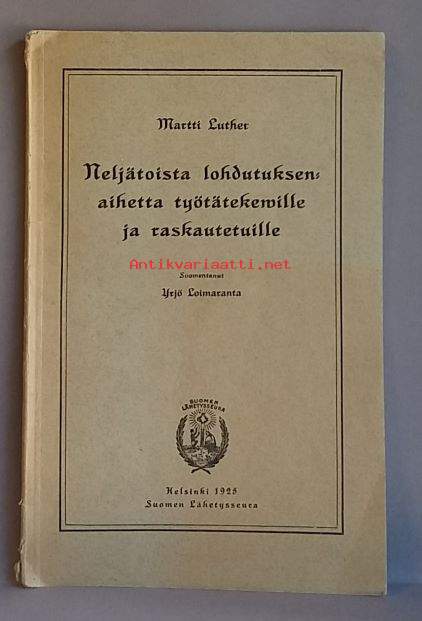 Martti Luther
Neljätoista lohdutuksen=
aihetta työtätekewille
ja raskautetuille
Antikvariaatti.net
Suomentanut
Yrjö Loimaranta
SUOMEN
LÄHETYSSEURA
Helsinki 1925
Suomen Lähetysseura